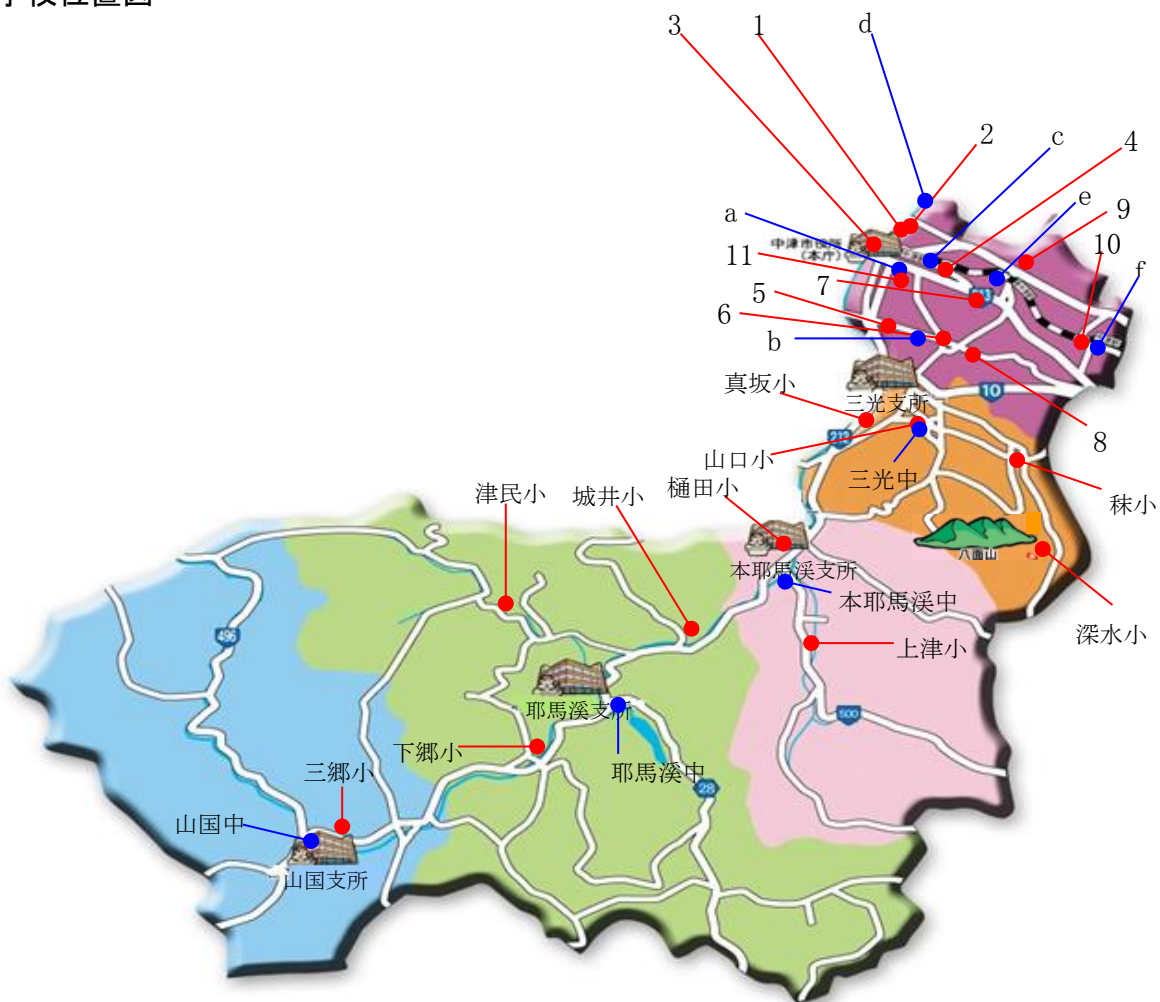 学校位置図
3
1
d
2
c
4
a
e
9
中津市役所
(本庁)
11
10
7
f
5
6
b
10
真坂小
三光支所
8
212
山口小
三光中
秣小
津民小
城井小
樋田小
八面山
本耶馬溪支所
本耶馬溪中
深水小
496
上津小
耶馬溪支所
500
下郷小
耶馬溪中
三郷小
28
山国中
山国支所